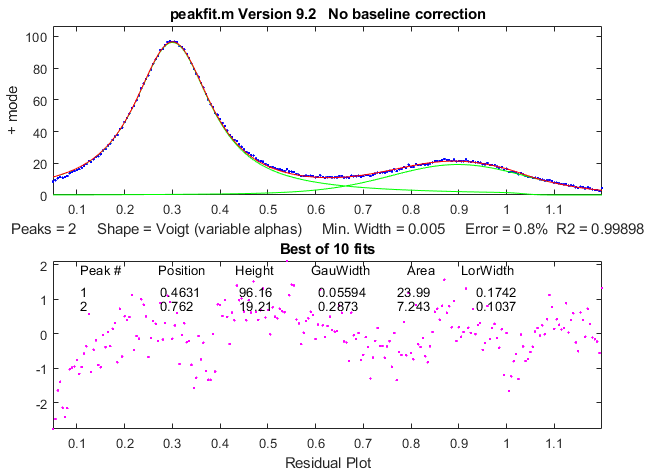 peakfit.m Version 9.2   No baseline correction
100
80
60
40
20
0
+ mode
0.1 0.2 0.3 0.4 0.5 0.6 0.7 0.8 0.9 1 1.1
Peaks = 2     Shape = Voigt (variable alphas)     Min. Width = 0.005     Error = 0.8%  R2 = 0.99898
Best of 10 fits
Peak # Position Height GauWidth Area LorWidth
1 0.4631 96.16 0.05594 23.99 0.1742
2 0.762 19.21 0.2873 7.243 0.1037
2
1
0
-1
-2
0.1 0.2 0.3 0.4 0.5 0.6 0.7 0.8 0.9 1 1.1
Residual Plot